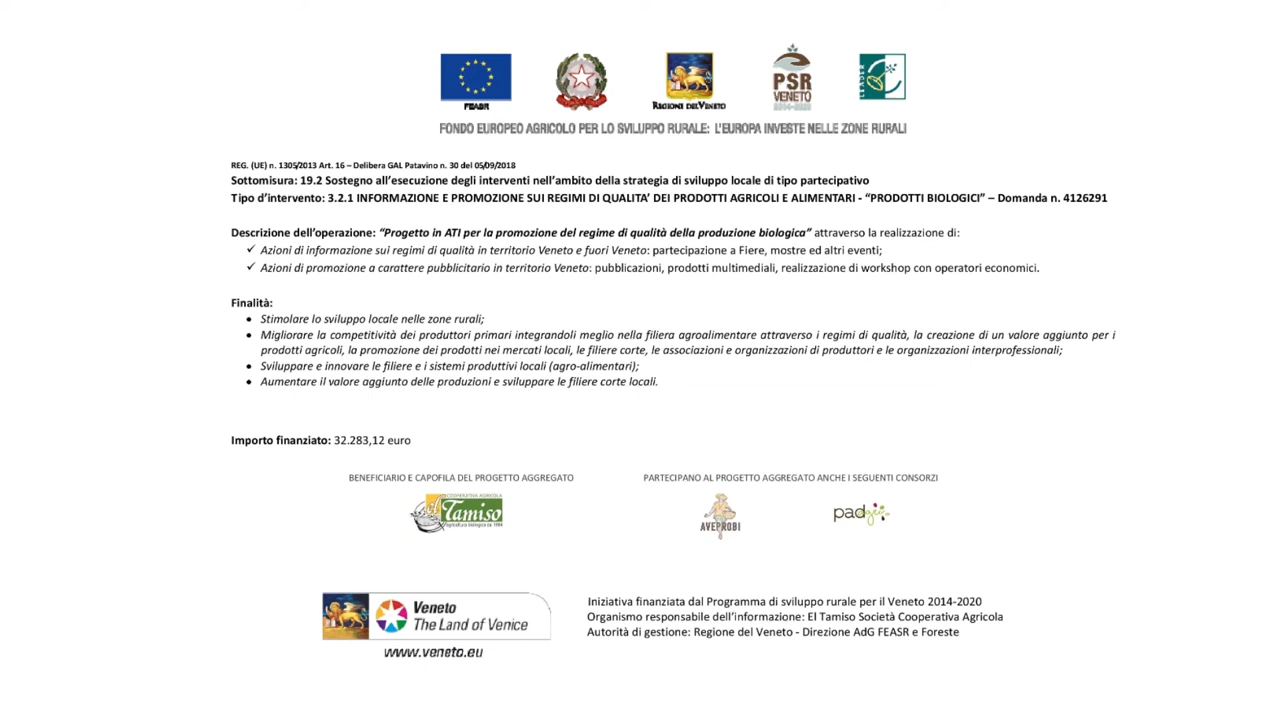 FEASR
REGIONE DEL VENETO
PSR
VENETO
2014-2020
LEADER
FONDO EUROPEO AGRICOLO PER LO SVILUPPO RURALE: L'EUROPA INVESTE NELLE ZONE RURALI
REG. (UE) n. 1305/2013 Art. 16 – Delibera GAL Patavino n. 30 del 05/09/2018
Sottomisura: 19.2 Sostegno all’esecuzione degli interventi nell’ambito della strategia di sviluppo locale di tipo partecipativo
Tipo d’intervento: 3.2.1 INFORMAZIONE E PROMOZIONE SUI REGIMI DI QUALITA’ DEI PRODOTTI AGRICOLI E ALIMENTARI - “PRODOTTI BIOLOGICI” – Domanda n. 4126291
Descrizione dell’operazione: “Progetto in ATI per la promozione del regime di qualità della produzione biologica” attraverso la realizzazione di:
✓ Azioni di informazione sui regimi di qualità in territorio Veneto e fuori Veneto: partecipazione a Fiere, mostre ed altri eventi;
✓ Azioni di promozione a carattere pubblicitario in territorio Veneto: pubblicazioni, prodotti multimediali, realizzazione di workshop con operatori economici.
Finalità:
• Stimolare lo sviluppo locale nelle zone rurali;
• Migliorare la competitività dei produttori primari integrandoli meglio nella filiera agroalimentare attraverso i regimi di qualità, la creazione di un valore aggiunto per i
prodotti agricoli, la promozione dei prodotti nei mercati locali, le filiere corte, le associazioni e organizzazioni di produttori e le organizzazioni interprofessionali;
• Sviluppare e innovare le filiere e i sistemi produttivi locali (agro-alimentari);
• Aumentare il valore aggiunto delle produzioni e sviluppare le filiere corte locali.
Importo finanziato: 32.283,12 euro
BENEFICIARIO E CAPOFILA DEL PROGETTO AGGREGATO
PARTECIPANO AL PROGETTO AGGREGATO ANCHE I SEGUENTI CONSORZI
COOPERATIVA AGRICOLA
el Tamiso
agricoltura biologica dal 1984
AVEPROBI
padbio
Veneto
The Land of Venice
www.veneto.eu
Iniziativa finanziata dal Programma di sviluppo rurale per il Veneto 2014-2020
Organismo responsabile dell’informazione: El Tamiso Società Cooperativa Agricola
Autorità di gestione: Regione del Veneto - Direzione AdG FEASR e Foreste